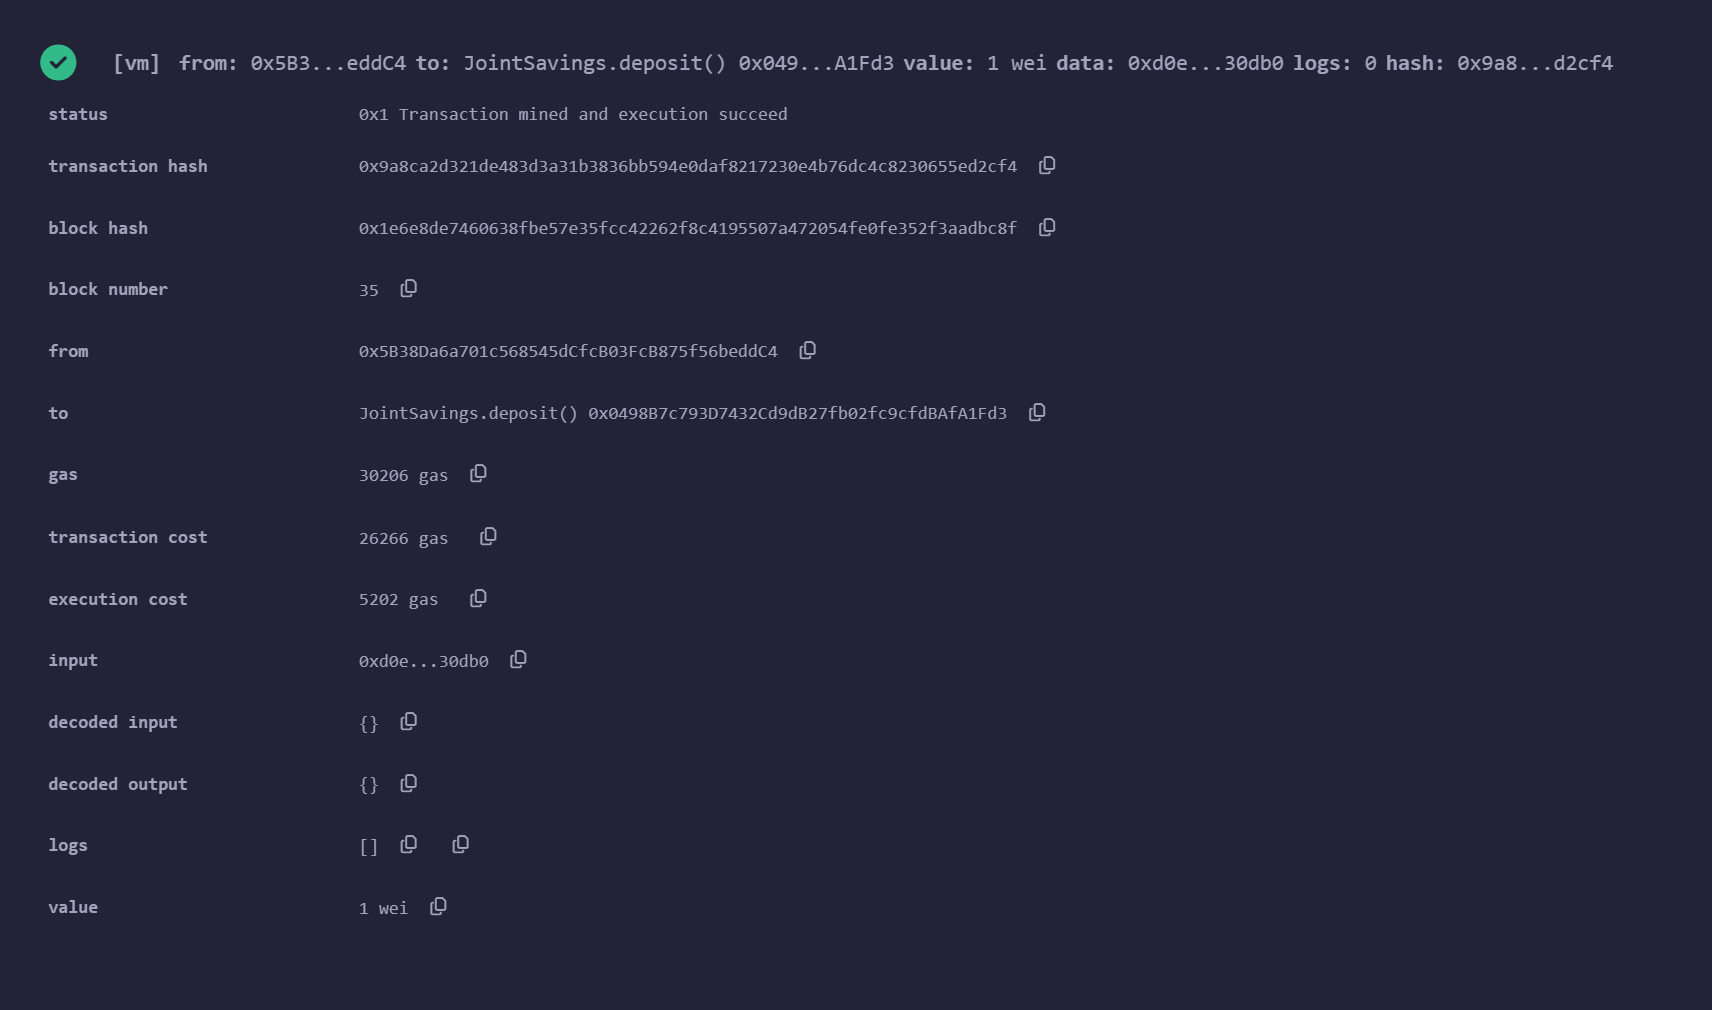 [vm] from: 0x5B3...eddC4 to: JointSavings.deposit() 0x049...A1Fd3 value: 1 wei data: 0xd0e...30db0 logs: 0 hash: 0x9a8...d2cf4
status 0x1 Transaction mined and execution succeed
transaction hash 0x9a8ca2d321de483d3a31b3836bb594e0daf8217230e4b76dc4c8230655ed2cf4
block hash 0x1e6e8de7460638fbe57e35fcc42262f8c4195507a472054fe0fe352f3aadbc8f
block number 35
from 0x5B38Da6a701c568545dCfcB03FcB875f56beddC4
to JointSavings.deposit() 0x0498B7c793D7432Cd9dB27fb02fc9cfdBAfA1Fd3
gas 30206 gas
transaction cost 26266 gas
execution cost 5202 gas
input 0xd0e...30db0
decoded input {}
decoded output {}
logs []
value 1 wei